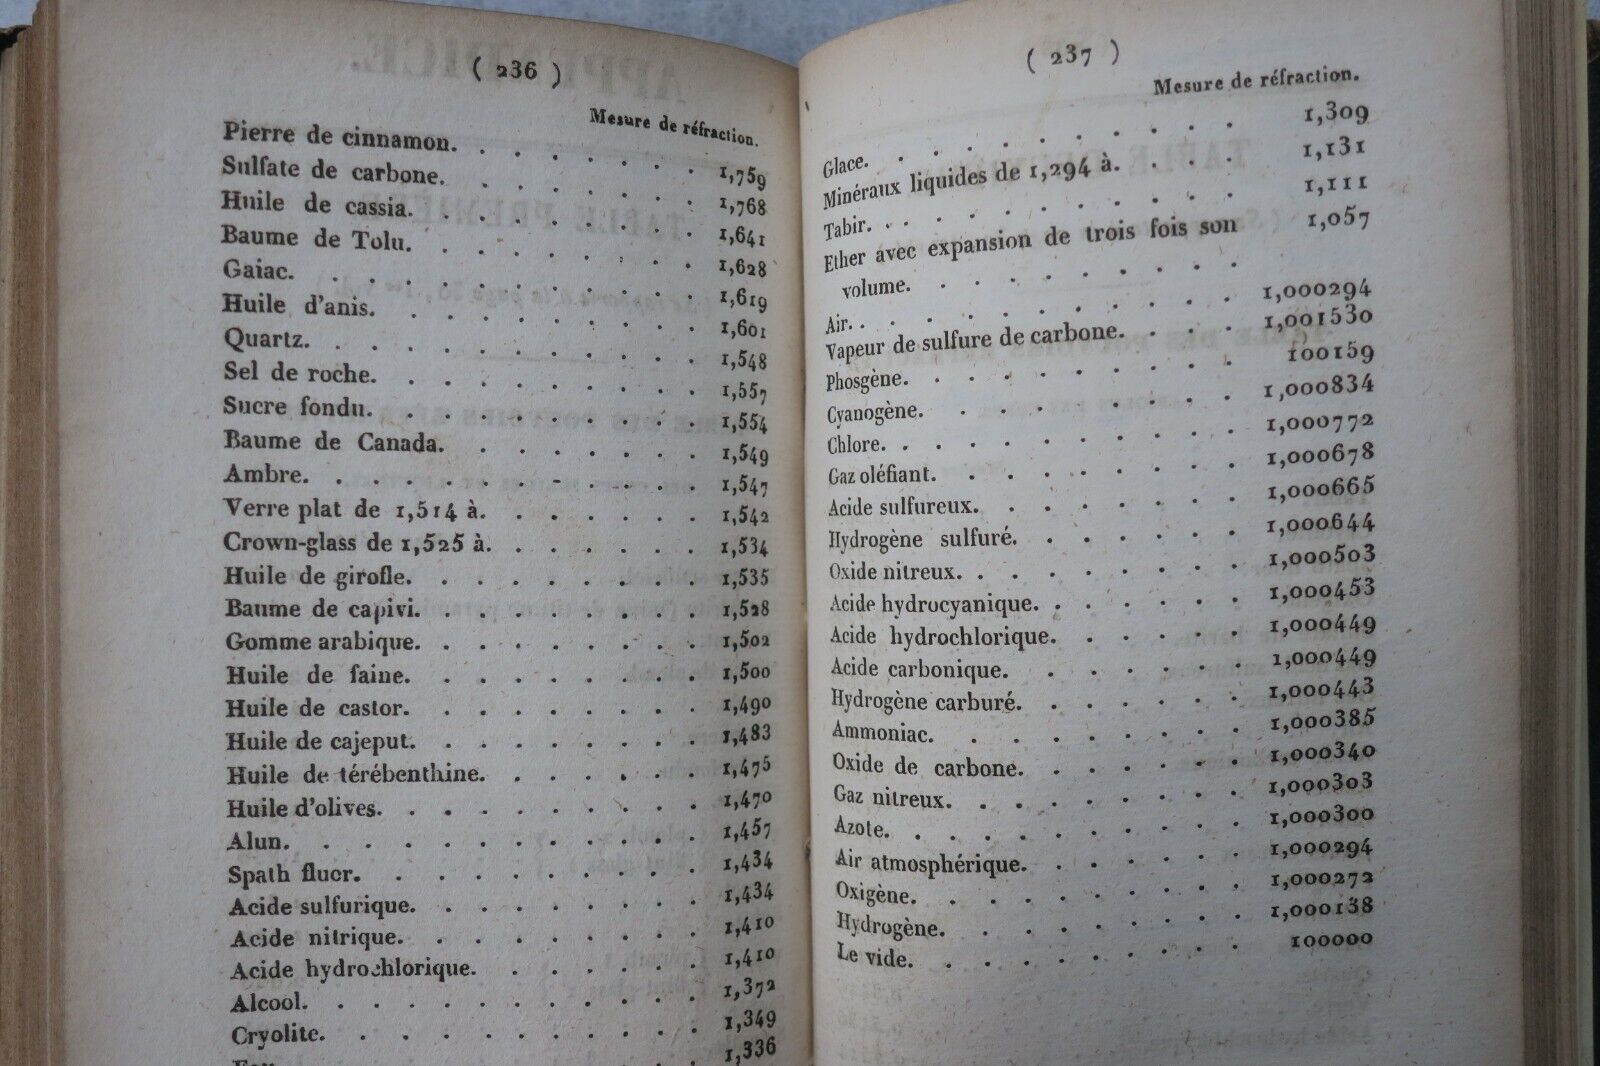 ( 236 )
Mesure de réfraction.
Pierre de cinnamon. . . . . . . . 1,759
Sulfate de carbone. . . . . . . . 1,768
Huile de cassia. . . . . . . . . 1,641
Baume de Tolu. . . . . . . . . 1,628
Gaiac. . . . . . . . . . . . 1,619
Huile d'anis. . . . . . . . . . 1,601
Quartz. . . . . . . . . . . . 1,548
Sel de roche. . . . . . . . . . 1,557
Sucre fondu. . . . . . . . . . 1,554
Baume de Canada. . . . . . . . 1,549
Ambre. . . . . . . . . . . . 1,547
Verre plat de 1,514 à. . . . . . . 1,542
Crown-glass de 1,525 à. . . . . . . 1,534
Huile de girofle. . . . . . . . . 1,535
Baume de capivi. . . . . . . . . 1,528
Gomme arabique. . . . . . . . . 1,502
Huile de faine. . . . . . . . . 1,500
Huile de castor. . . . . . . . . 1,490
Huile de cajeput. . . . . . . . . 1,483
Huile de térébenthine. . . . . . . 1,475
Huile d'olives. . . . . . . . . . 1,470
Alun. . . . . . . . . . . . 1,457
Spath fluor. . . . . . . . . . 1,434
Acide sulfurique. . . . . . . . . 1,434
Acide nitrique. . . . . . . . . 1,410
Acide hydrochlorique. . . . . . . 1,410
Alcool. . . . . . . . . . . . 1,372
Cryolite. . . . . . . . . . . 1,349
Eau 1,336
( 237 )
Mesure de réfraction.
Glace. . . . . . . . . . . . 1,309
Minéraux liquides de 1,294 à. . . . 1,131
Tabir. . . . . . . . . . . . 1,111
Ether avec expansion de trois fois son
volume. . . . . . . . . . 1,057
Air. . . . . . . . . . . . 1,000294
Vapeur de sulfure de carbone. . . . 1,001530
Phosgène. . . . . . . . . . 100159
Cyanogène. . . . . . . . . . 1,000834
Chlore. . . . . . . . . . . 1,000772
Gaz oléfiant. . . . . . . . . 1,000678
Acide sulfureux. . . . . . . . 1,000665
Hydrogène sulfuré. . . . . . . 1,000644
Oxide nitreux. . . . . . . . . 1,000503
Acide hydrocyanique. . . . . . . 1,000453
Acide hydrochlorique. . . . . . 1,000449
Acide carbonique. . . . . . . 1,000449
Hydrogène carburé. . . . . . . 1,000443
Ammoniac. . . . . . . . . 1,000385
Oxide de carbone. . . . . . . 1,000340
Gaz nitreux. . . . . . . . . 1,000303
Azote. . . . . . . . . . . 1,000300
Air atmosphérique. . . . . . . 1,000294
Oxigène. . . . . . . . . . 1,000272
Hydrogène. . . . . . . . . 1,000138
Le vide. . . . . . . . . . 100000